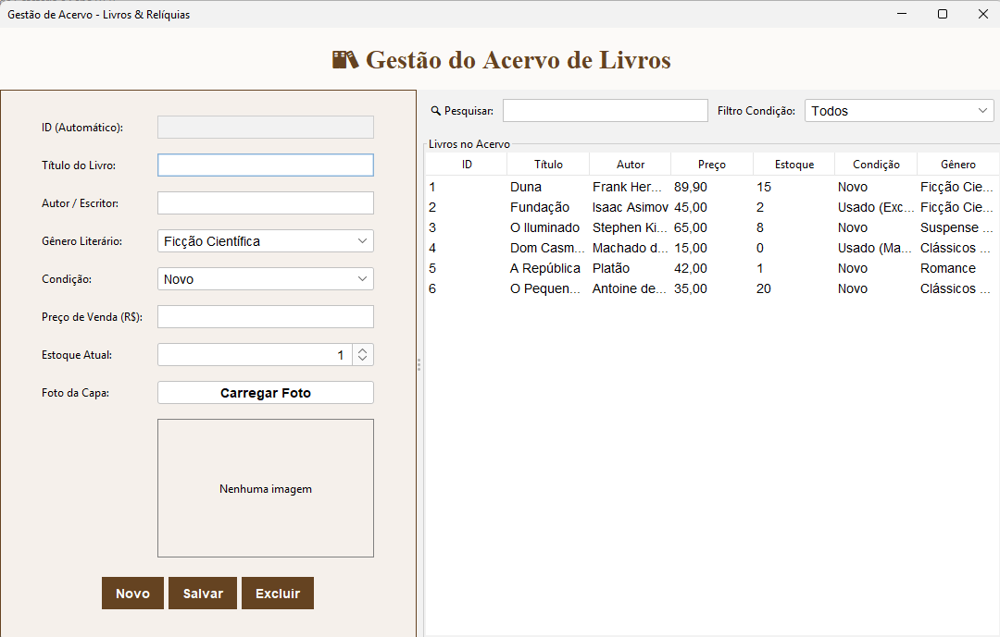 Gestão de Acervo - Livros & Relíquias
Gestão do Acervo de Livros
ID (Automático):
Título do Livro:
Autor / Escritor:
Gênero Literário: Ficção Científica
Condição: Novo
Preço de Venda (R$):
Estoque Atual: 1
Foto da Capa: Carregar Foto
Nenhuma imagem
Novo Salvar Excluir
Pesquisar: Filtro Condição: Todos
Livros no Acervo
ID Título Autor Preço Estoque Condição Gênero
1 Duna Frank Her... 89,90 15 Novo Ficção Cie...
2 Fundação Isaac Asimov 45,00 2 Usado (Exc... Ficção Cie...
3 O Iluminado Stephen Ki... 65,00 8 Novo Suspense ...
4 Dom Casm... Machado d... 15,00 0 Usado (Ma... Clássicos ...
5 A República Platão 42,00 1 Novo Romance
6 O Pequen... Antoine de... 35,00 20 Novo Clássicos ...